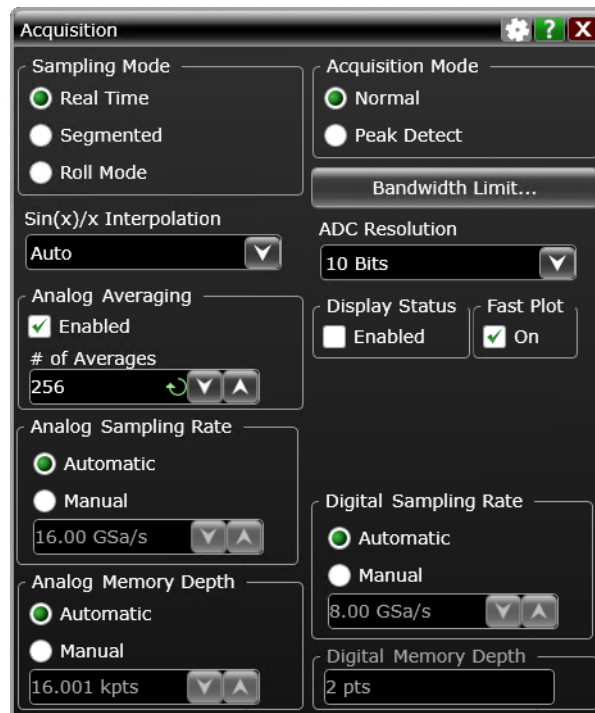 Acquisition
?
X
Sampling Mode
Real Time
Segmented
Roll Mode
Acquisition Mode
Normal
Peak Detect
Bandwidth Limit...
Sin(x)/x Interpolation
Auto
ADC Resolution
10 Bits
Analog Averaging
Enabled
# of Averages
256
Display Status
Enabled
Fast Plot
On
Analog Sampling Rate
Automatic
Manual
16.00 GSa/s
Digital Sampling Rate
Automatic
Manual
8.00 GSa/s
Analog Memory Depth
Automatic
Manual
16.001 kpts
Digital Memory Depth
2 pts